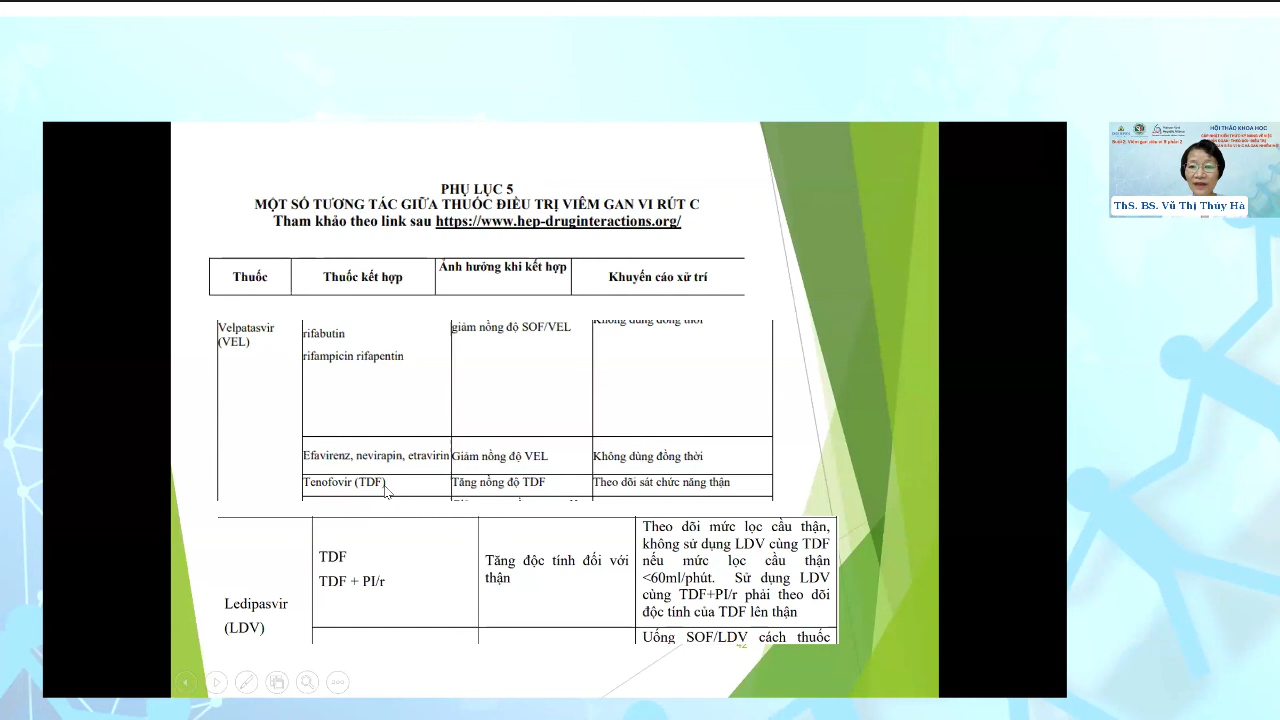 PHỤ LỤC 5
MỘT SỐ TƯƠNG TÁC GIỮA THUỐC ĐIỀU TRỊ VIÊM GAN VI RÚT C
Tham khảo theo link sau https://www.hep-druginteractions.org/
Thuốc
Thuốc kết hợp
Ảnh hưởng khi kết hợp
Khuyến cáo xử trí
Velpatasvir
(VEL)
rifabutin
rifampicin rifapentin
giảm nồng độ SOF/VEL
Không dùng đồng thời
Efavirenz, nevirapin, etravirin
Giảm nồng độ VEL
Không dùng đồng thời
Tenofovir (TDF)
Tăng nồng độ TDF
Theo dõi sát chức năng thận
Ledipasvir
(LDV)
TDF
TDF + PI/r
Tăng độc tính đối với
thận
Theo dõi mức lọc cầu thận,
không sử dụng LDV cùng TDF
nếu mức lọc cầu thận
<60ml/phút. Sử dụng LDV
cùng TDF+PI/r phải theo dõi
độc tính của TDF lên thận
Uống SOF/LDV cách thuốc
42
HỘI THẢO KHOA HỌC
ThS. BS. Vũ Thị Thúy Hà